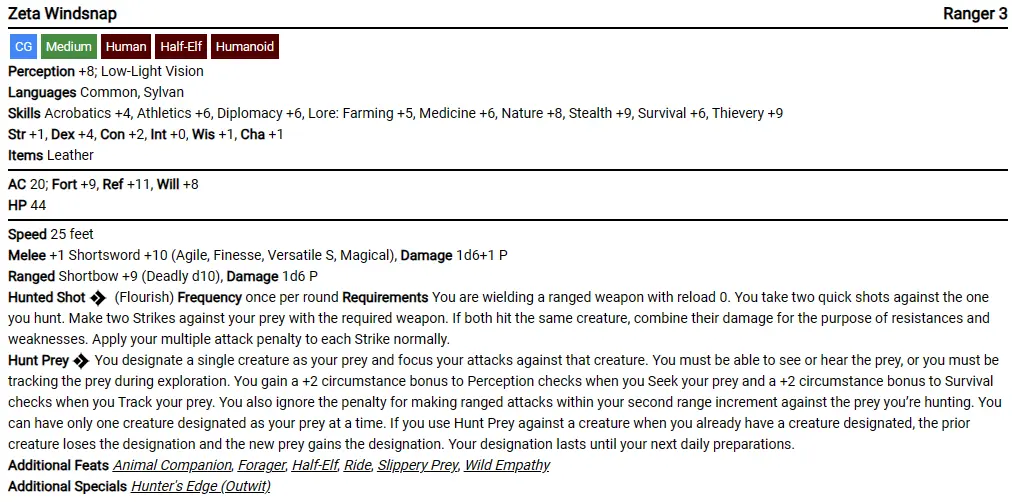 Zeta Windsnap Ranger 3
CG Medium Human Half-Elf Humanoid
Perception +8; Low-Light Vision
Languages Common, Sylvan
Skills Acrobatics +4, Athletics +6, Diplomacy +6, Lore: Farming +5, Medicine +6, Nature +8, Stealth +9, Survival +6, Thievery +9
Str +1, Dex +4, Con +2, Int +0, Wis +1, Cha +1
Items Leather
AC 20; Fort +9, Ref +11, Will +8
HP 44
Speed 25 feet
Melee +1 Shortsword +10 (Agile, Finesse, Versatile S, Magical), Damage 1d6+1 P
Ranged Shortbow +9 (Deadly d10), Damage 1d6 P
Hunted Shot (Flourish) Frequency once per round Requirements You are wielding a ranged weapon with reload 0. You take two quick shots against the one
you hunt. Make two Strikes against your prey with the required weapon. If both hit the same creature, combine their damage for the purpose of resistances and
weaknesses. Apply your multiple attack penalty to each Strike normally.
Hunt Prey You designate a single creature as your prey and focus your attacks against that creature. You must be able to see or hear the prey, or you must be
tracking the prey during exploration. You gain a +2 circumstance bonus to Perception checks when you Seek your prey and a +2 circumstance bonus to Survival
checks when you Track your prey. You also ignore the penalty for making ranged attacks within your second range increment against the prey you're hunting. You
can have only one creature designated as your prey at a time. If you use Hunt Prey against a creature when you already have a creature designated, the prior
creature loses the designation and the new prey gains the designation. Your designation lasts until your next daily preparations.
Additional Feats Animal Companion, Forager, Half-Elf, Ride, Slippery Prey, Wild Empathy
Additional Specials Hunter's Edge (Outwit)